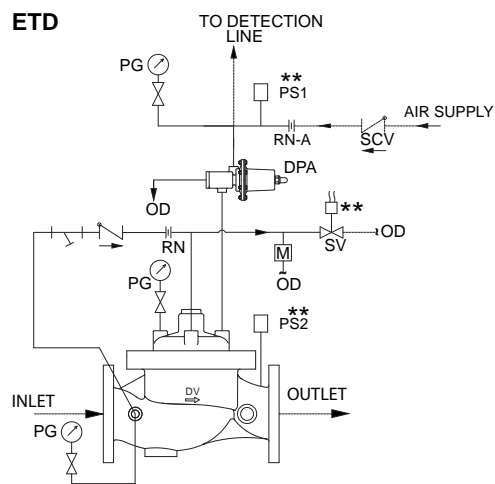 ETD
TO DETECTION
LINE
PG
**
PS1
AIR SUPPLY
RN-A
SCV
DPA
OD
**
RN
SV
~OD
M
~
OD
PG
**
PS2
DV
INLET
OUTLET
PG